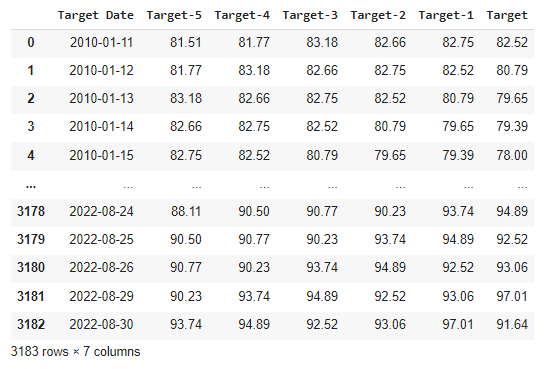 Target Date Target-5 Target-4 Target-3 Target-2 Target-1 Target
0 2010-01-11 81.51 81.77 83.18 82.66 82.75 82.52
1 2010-01-12 81.77 83.18 82.66 82.75 82.52 80.79
2 2010-01-13 83.18 82.66 82.75 82.52 80.79 79.65
3 2010-01-14 82.66 82.75 82.52 80.79 79.65 79.39
4 2010-01-15 82.75 82.52 80.79 79.65 79.39 78.00
... ... ... ... ... ... ... ...
3178 2022-08-24 88.11 90.50 90.77 90.23 93.74 94.89
3179 2022-08-25 90.50 90.77 90.23 93.74 94.89 92.52
3180 2022-08-26 90.77 90.23 93.74 94.89 92.52 93.06
3181 2022-08-29 90.23 93.74 94.89 92.52 93.06 97.01
3182 2022-08-30 93.74 94.89 92.52 93.06 97.01 91.64
3183 rows × 7 columns